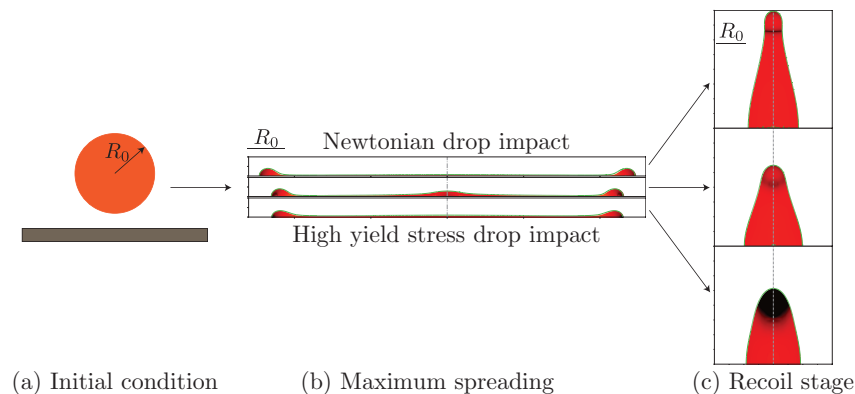 R₀
R₀
Newtonian drop impact
High yield stress drop impact
R₀
(a) Initial condition
(b) Maximum spreading
(c) Recoil stage